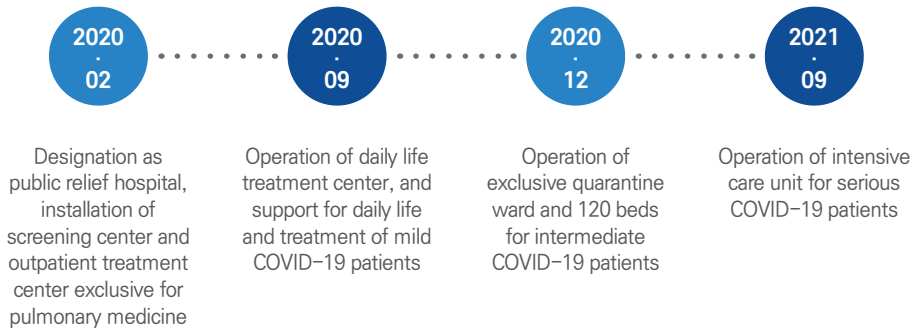 2020
.
02
Designation as
public relief hospital,
installation of
screening center and
outpatient treatment
center exclusive for
pulmonary medicine
2020
.
09
Operation of daily life
treatment center, and
support for daily life
and treatment of mild
COVID-19 patients
2020
.
12
Operation of
exclusive quarantine
ward and 120 beds
for intermediate
COVID-19 patients
2021
.
09
Operation of intensive
care unit for serious
COVID-19 patients